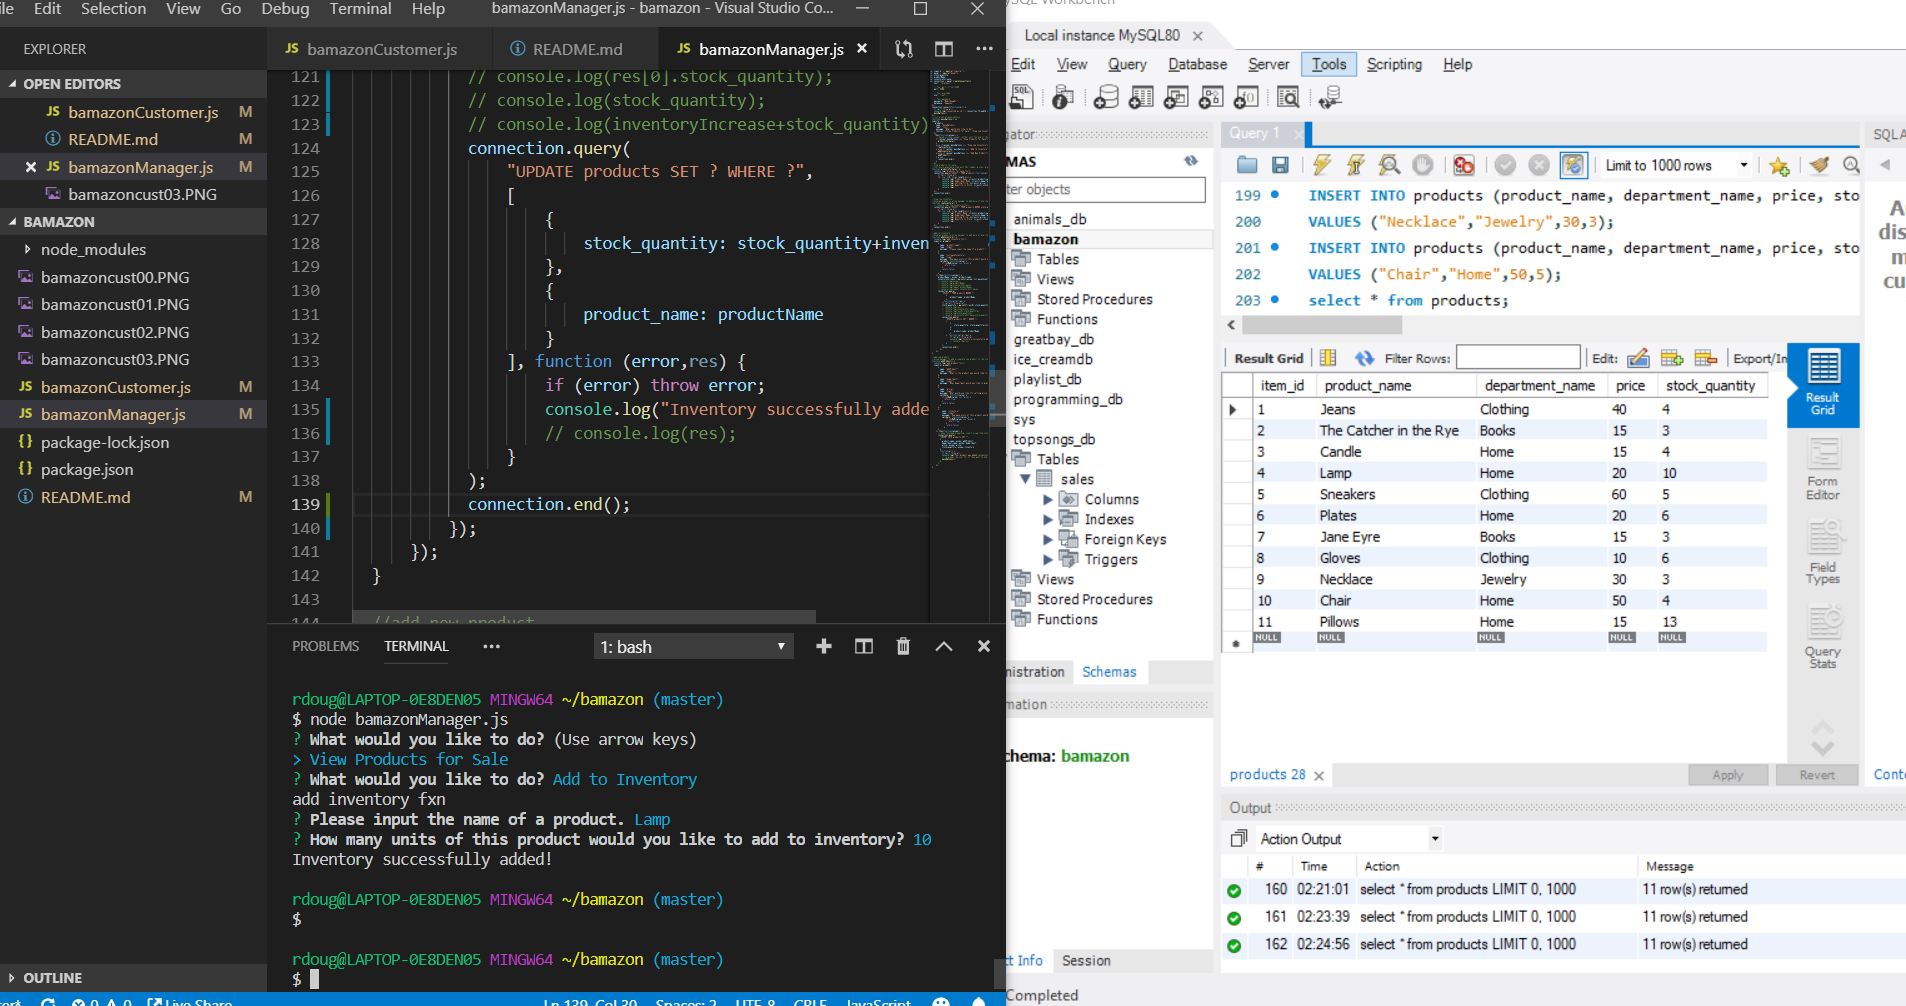 Edit Selection View Go Debug Terminal Help bamazonManager.js - bamazon - Visual Studio Co...
EXPLORER
OPEN EDITORS
JS bamazonCustomer.js M
README.md M
JS bamazonManager.js M
bamazoncust03.PNG
BAMAZON
node_modules
bamazoncust00.PNG
bamazoncust01.PNG
bamazoncust02.PNG
bamazoncust03.PNG
JS bamazonCustomer.js M
JS bamazonManager.js M
{} package-lock.json
{} package.json
README.md M
OUTLINE
JS bamazonCustomer.js README.md JS bamazonManager.js
121 // console.log(res[0].stock_quantity);
122 // console.log(stock_quantity);
123 // console.log(inventoryIncrease+stock_quantity)
124 connection.query(
125 "UPDATE products SET ? WHERE ?",
126 [
127 {
128 stock_quantity: stock_quantity+inven
129 },
130 {
131 product_name: productName
132 }
133 ], function (error,res) {
134 if (error) throw error;
135 console.log("Inventory successfully adde
136 // console.log(res);
137 }
138 );
139 connection.end();
140 });
141 });
142 }
143
144 //add new product
PROBLEMS TERMINAL ... 1: bash
rdoug@LAPTOP-0E8DEN05 MINGW64 ~/bamazon (master)
$ node bamazonManager.js
? What would you like to do? (Use arrow keys)
> View Products for Sale
? What would you like to do? Add to Inventory
add inventory fxn
? Please input the name of a product. Lamp
? How many units of this product would you like to add to inventory? 10
Inventory successfully added!
rdoug@LAPTOP-0E8DEN05 MINGW64 ~/bamazon (master)
$
rdoug@LAPTOP-0E8DEN05 MINGW64 ~/bamazon (master)
$
0 0 Live Share Ln 139, Col 30 Spaces: 2 UTF-8 CRLF JavaScript
Local instance MySQL80
Edit View Query Database Server Tools Scripting Help
Query 1
SQLA
ter objects
animals_db
bamazon
Tables
Views
Stored Procedures
Functions
greatbay_db
ice_creamdb
playlist_db
programming_db
sys
topsongs_db
Tables
sales
Columns
Indexes
Foreign Keys
Triggers
Views
Stored Procedures
Functions
nistration Schemas
mation
chema: bamazon
ct Info Session
Completed
Limit to 1000 rows
199 INSERT INTO products (product_name, department_name, price, sto
200 VALUES ("Necklace","Jewelry",30,3);
201 INSERT INTO products (product_name, department_name, price, sto
202 VALUES ("Chair","Home",50,5);
203 select * from products;
Result Grid Filter Rows: Edit: Export/Im
item_id product_name department_name price stock_quantity
1 Jeans Clothing 40 4
2 The Catcher in the Rye Books 15 3
3 Candle Home 15 4
4 Lamp Home 20 10
5 Sneakers Clothing 60 5
6 Plates Home 20 6
7 Jane Eyre Books 15 3
8 Gloves Clothing 10 6
9 Necklace Jewelry 30 3
10 Chair Home 50 4
11 Pillows Home 15 13
NULL NULL NULL NULL NULL
Result Grid
Form Editor
Field Types
Query Stats
products 28 Apply Revert Conte
Output
Action Output
# Time Action Message
160 02:21:01 select * from products LIMIT 0, 1000 11 row(s) returned
161 02:23:39 select * from products LIMIT 0, 1000 11 row(s) returned
162 02:24:56 select * from products LIMIT 0, 1000 11 row(s) returned